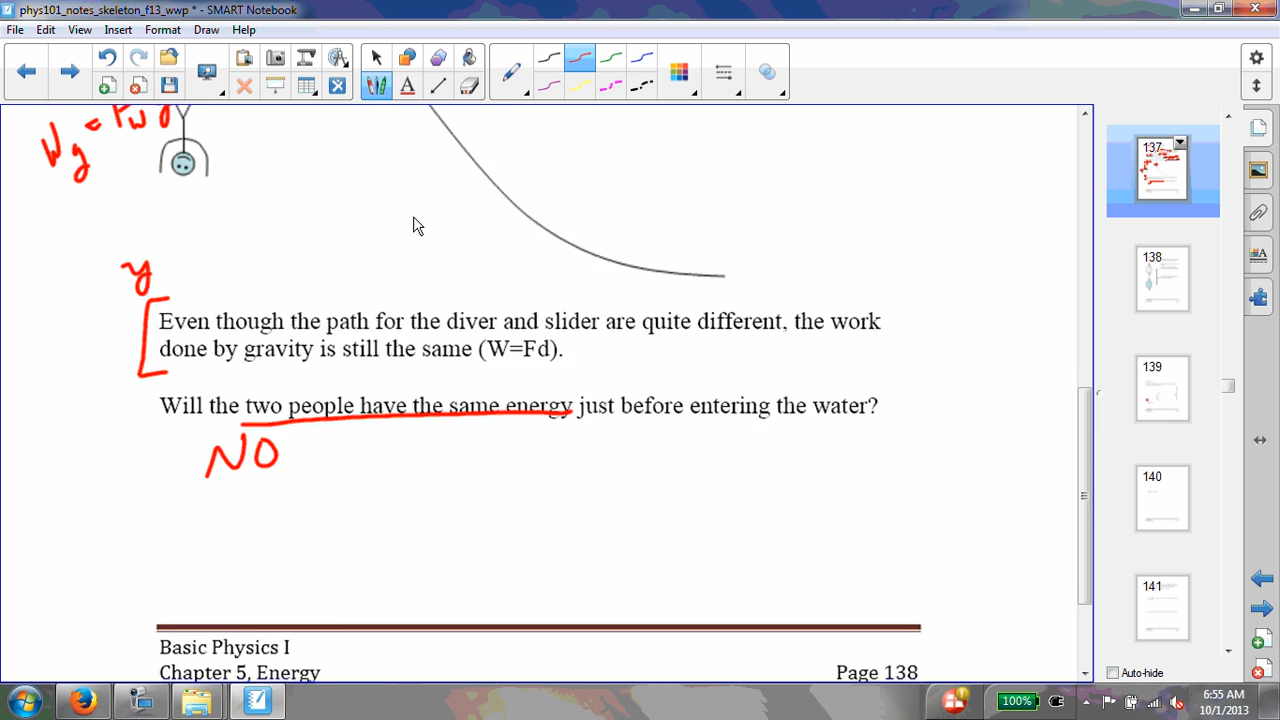 phys101_notes_skeleton_f13_wwp * - SMART Notebook
File Edit View Insert Format Draw Help
Wg =
y
Even though the path for the diver and slider are quite different, the work
done by gravity is still the same (W=Fd).
Will the two people have the same energy just before entering the water?
NO
Basic Physics I
Chapter 5, Energy
Page 138
137
138
139
140
141
Auto-hide
100%
6:55 AM
10/1/2013